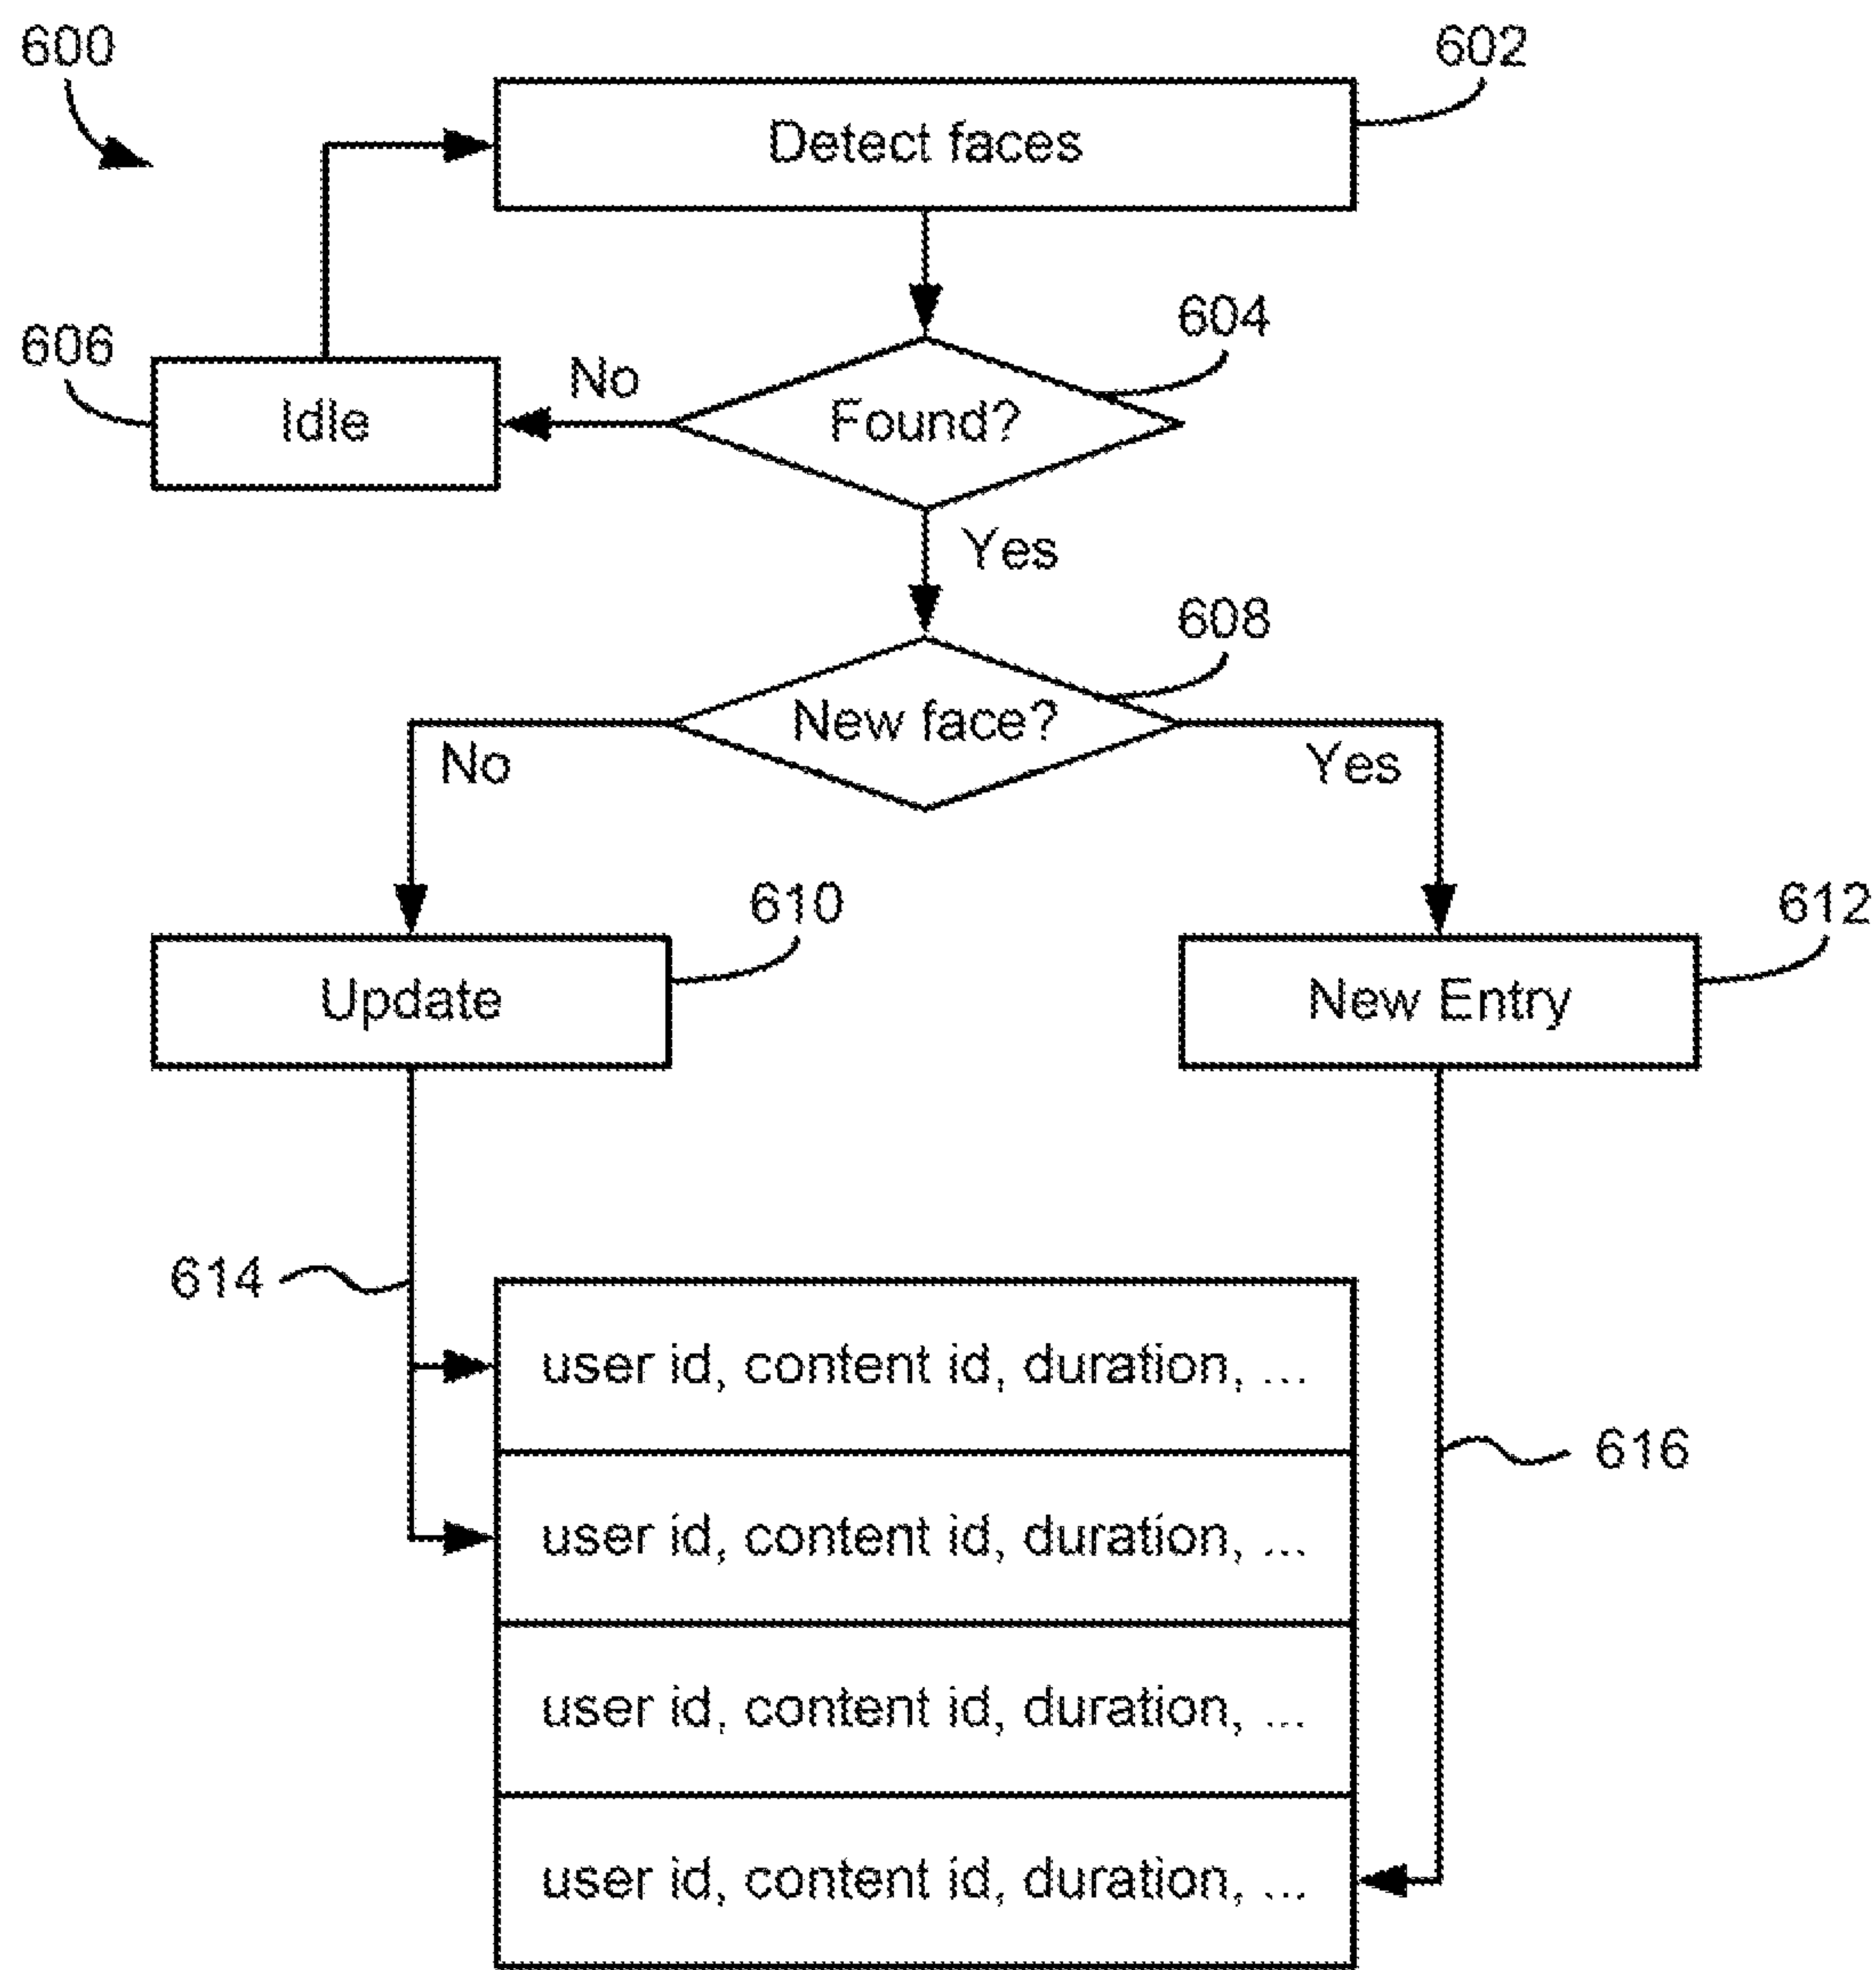 600
602
Detect faces
604
606
No
Idle
Found?
Yes
608
New face?
No
Yes
610
612
Update
New Entry
614
user id, content id, duration, ...
616
user id, content id, duration, ...
user id, content id, duration, ...
user id, content id, duration, ...